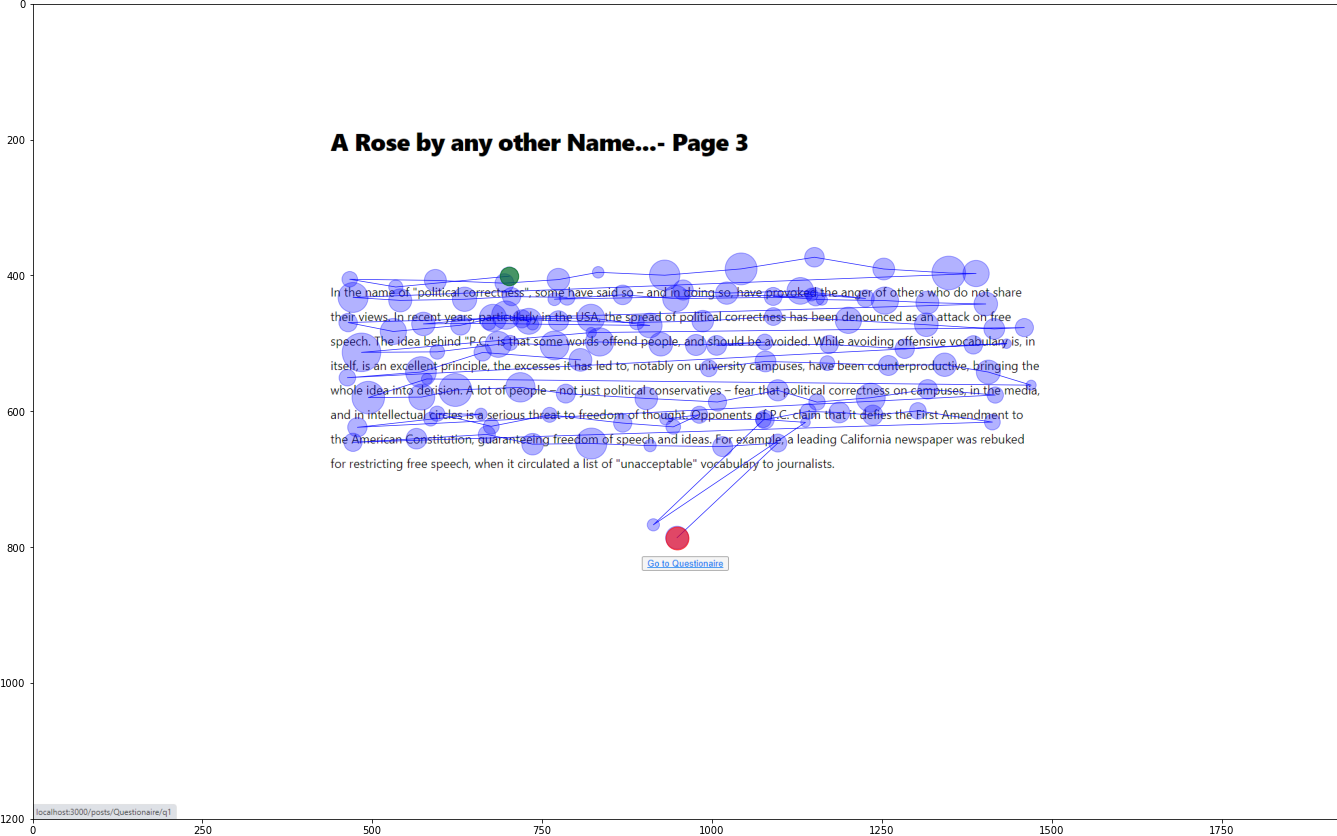 0
200
A Rose by any other Name...- Page 3
400
In the name of "political correctness", some have said so – and in doing so, have provoked the anger of others who do not share
their views. In recent years, particularly in the USA, the spread of political correctness has been denounced as an attack on free
speech. The idea behind "P.C." is that some words offend people, and should be avoided. While avoiding offensive vocabulary is, in
itself, is an excellent principle, the excesses it has led to, notably on university campuses, have been counterproductive, bringing the
whole idea into derision. A lot of people – not just political conservatives – fear that political correctness on campuses, in the media,
600
and in intellectual circles is a serious threat to freedom of thought. Opponents of P.C. claim that it defies the First Amendment to
the American Constitution, guaranteeing freedom of speech and ideas. For example, a leading California newspaper was rebuked
for restricting free speech, when it circulated a list of "unacceptable" vocabulary to journalists.
800
Go to Questionaire
1000
localhost:3000/posts/Questionaire/q1
1200
0 250 500 750 1000 1250 1500 1750